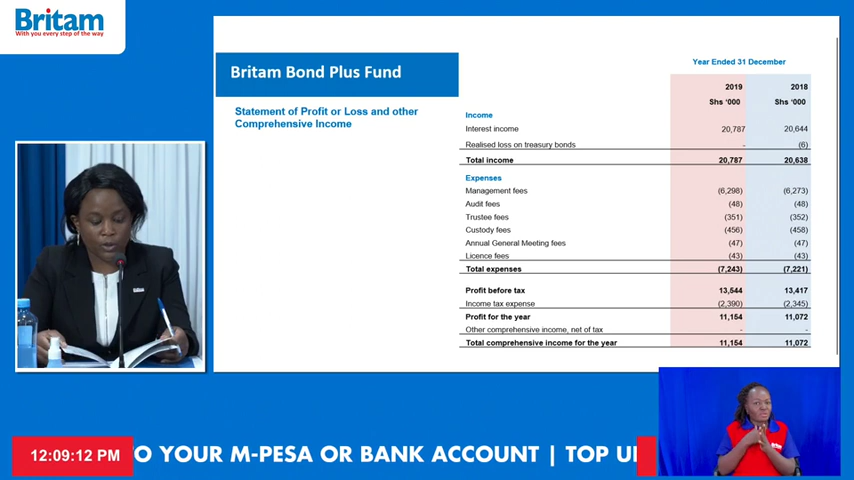 Britam
With you every step of the way
Britam Bond Plus Fund
Statement of Profit or Loss and other
Comprehensive Income
Year Ended 31 December
2019 2018
Shs '000 Shs '000
Income
Interest income 20,787 20,644
Realised loss on treasury bonds - (6)
Total income 20,787 20,638
Expenses
Management fees (6,298) (6,273)
Audit fees (48) (48)
Trustee fees (351) (352)
Custody fees (456) (458)
Annual General Meeting fees (47) (47)
Licence fees (43) (43)
Total expenses (7,243) (7,221)
Profit before tax 13,544 13,417
Income tax expense (2,390) (2,345)
Profit for the year 11,154 11,072
Other comprehensive income, net of tax - -
Total comprehensive income for the year 11,154 11,072
12:09:12 PM
O YOUR M-PESA OR BANK ACCOUNT | TOP U